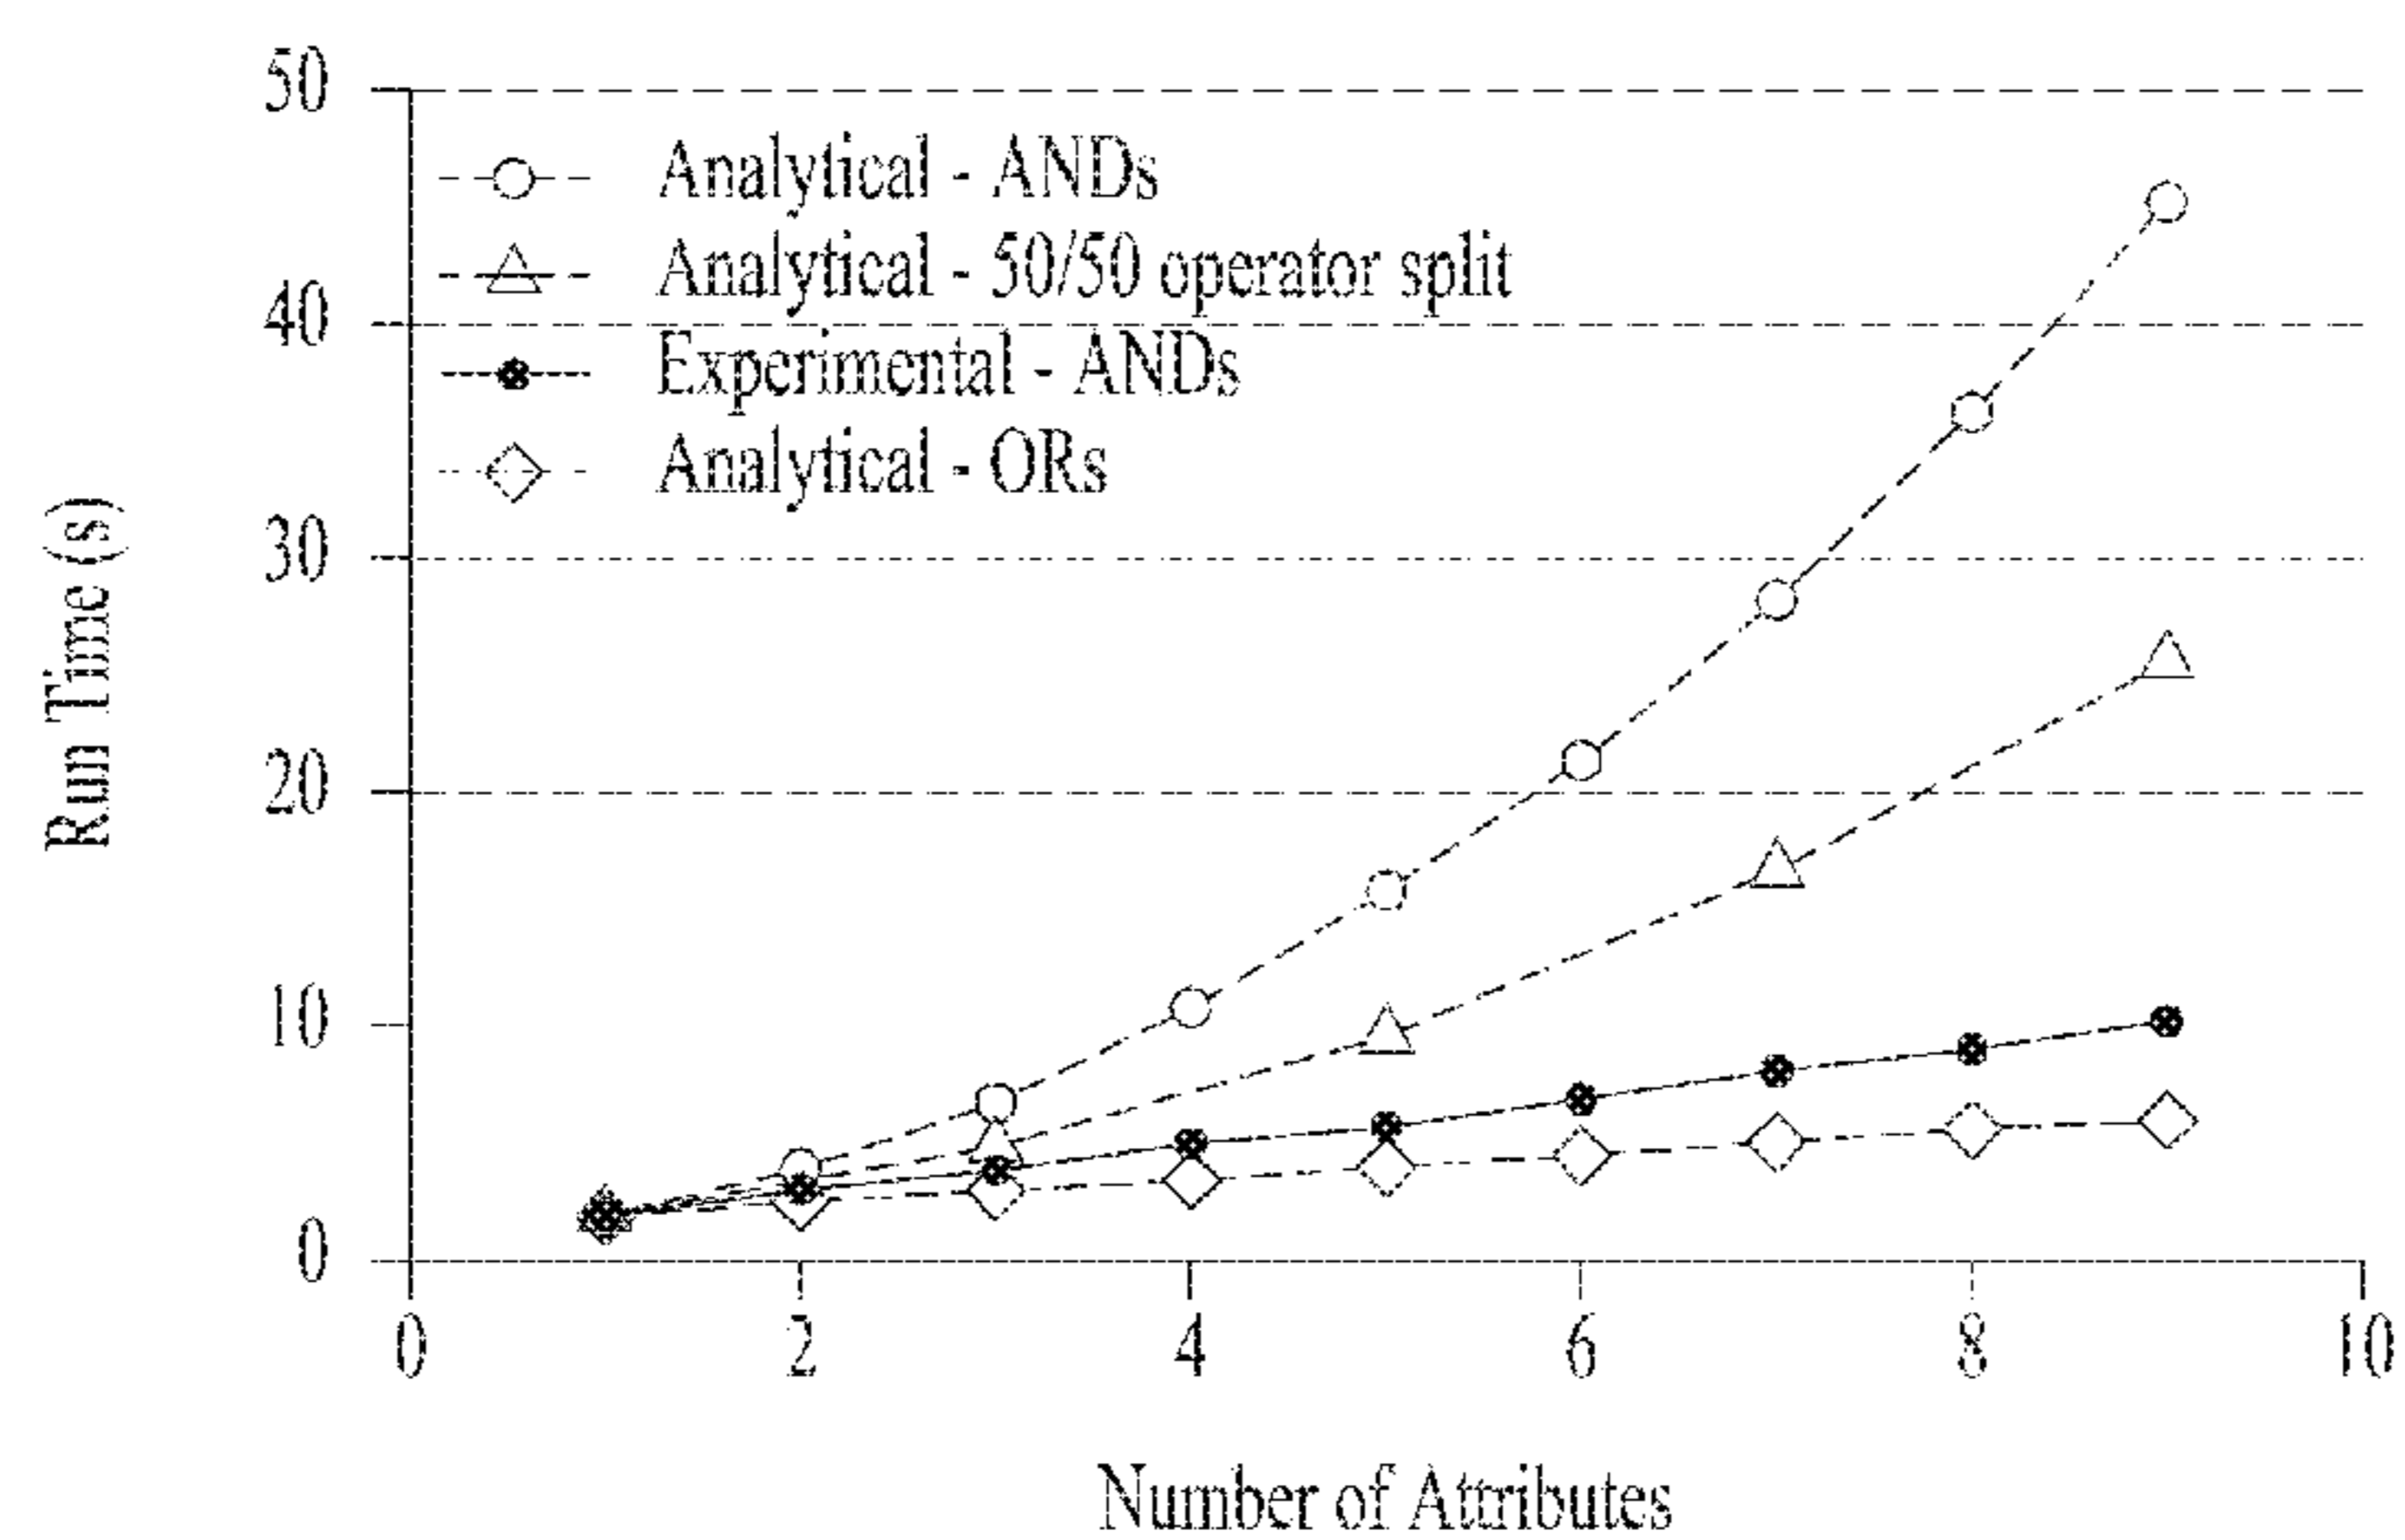 50
Analytical - ANDs
Analytical - 50/50 operator split
40
Experimental - ANDs
Analytical - ORs
30
20
10
0
Run Time (s)
0 2 4 6 8 10
Number of Attributes